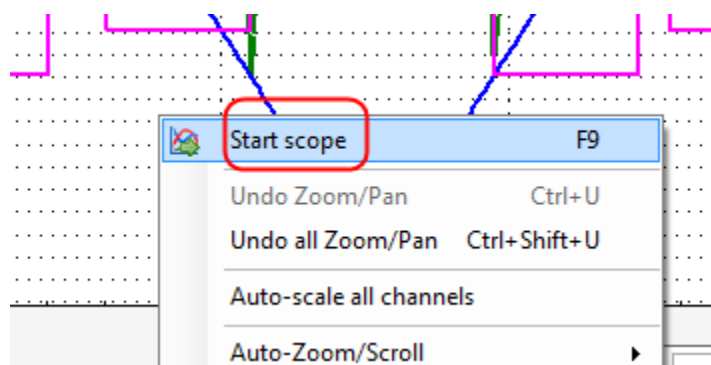 Start scope F9
Undo Zoom/Pan Ctrl+U
Undo all Zoom/Pan Ctrl+Shift+U
Auto-scale all channels
Auto-Zoom/Scroll